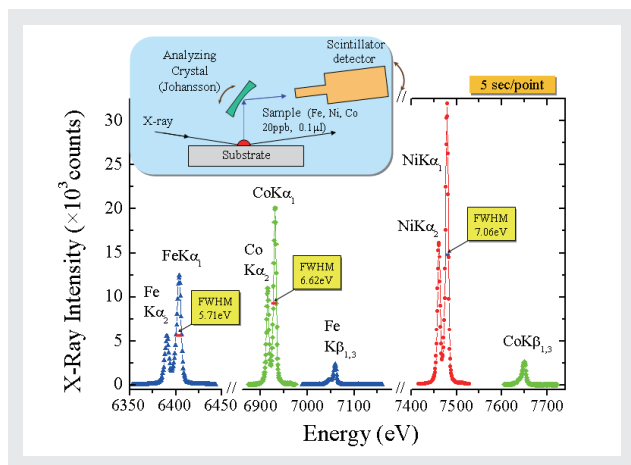 Analyzing
Crystal
(Johansson)
Scintillator
detector
5 sec/point
X-ray
Sample (Fe, Ni, Co
20ppb, 0.1μl)
Substrate
X-Ray Intensity (×10³ counts)
30
25
20
15
10
5
0
Fe
Kα₂
FeKα₁
FWHM
5.71eV
Co
Kα₂
CoKα₁
FWHM
6.62eV
Fe
Kβ₁,₃
NiKα₁
NiKα₂
FWHM
7.06eV
CoKβ₁,₃
6350 6400 6450 6900 7000 7100 7400 7500 7600 7700
Energy (eV)